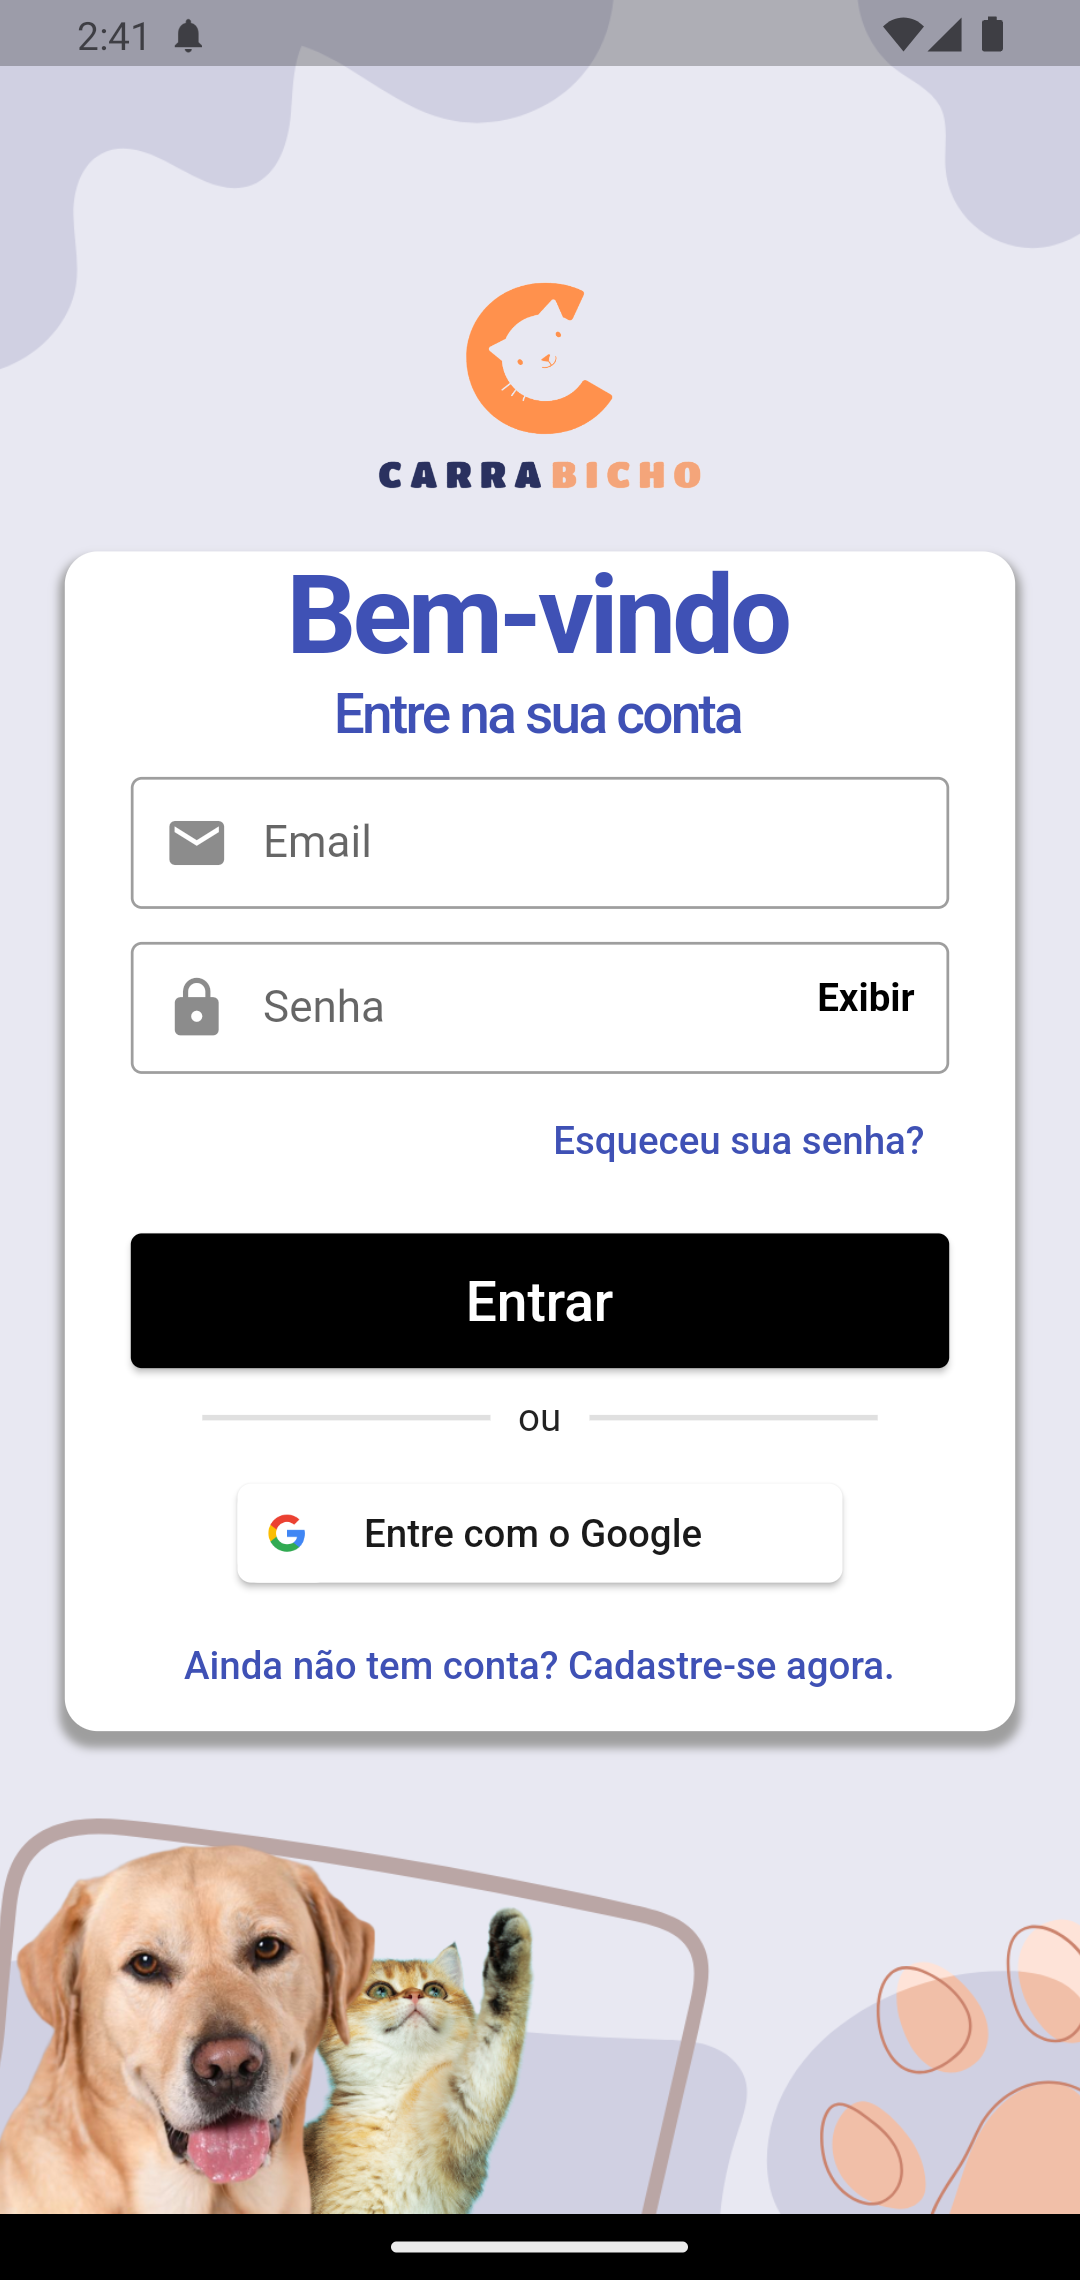 2:41
CARRABICHO
Bem-vindo
Entre na sua conta
Email
Senha
Exibir
Esqueceu sua senha?
Entrar
ou
Entre com o Google
Ainda não tem conta? Cadastre-se agora.